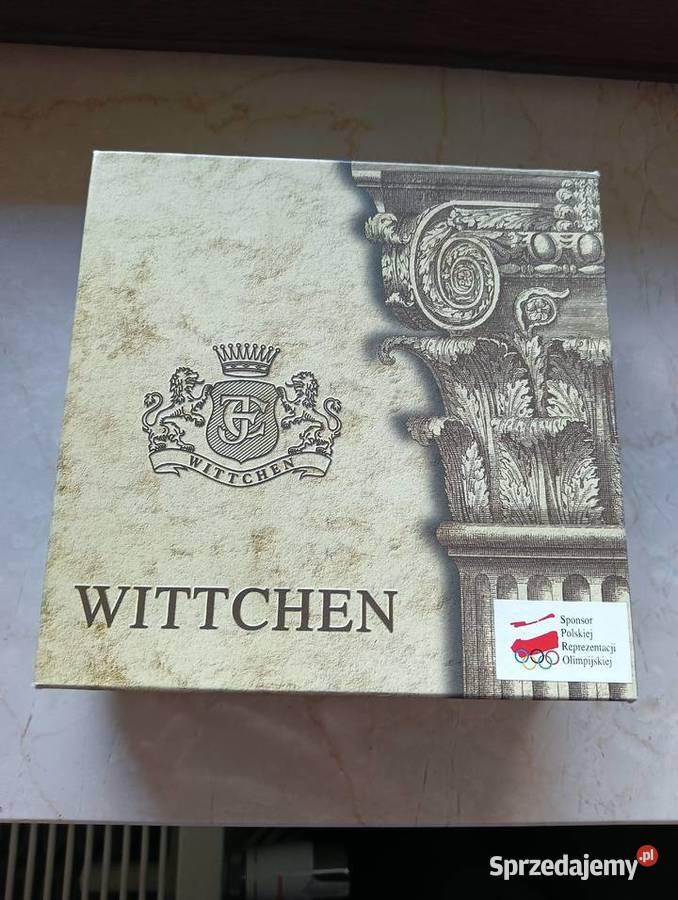 WITTCHEN
WITTCHEN
Sponsor
Polskiej
Reprezentacji
Olimpijskiej
Sprzedajemy.pl